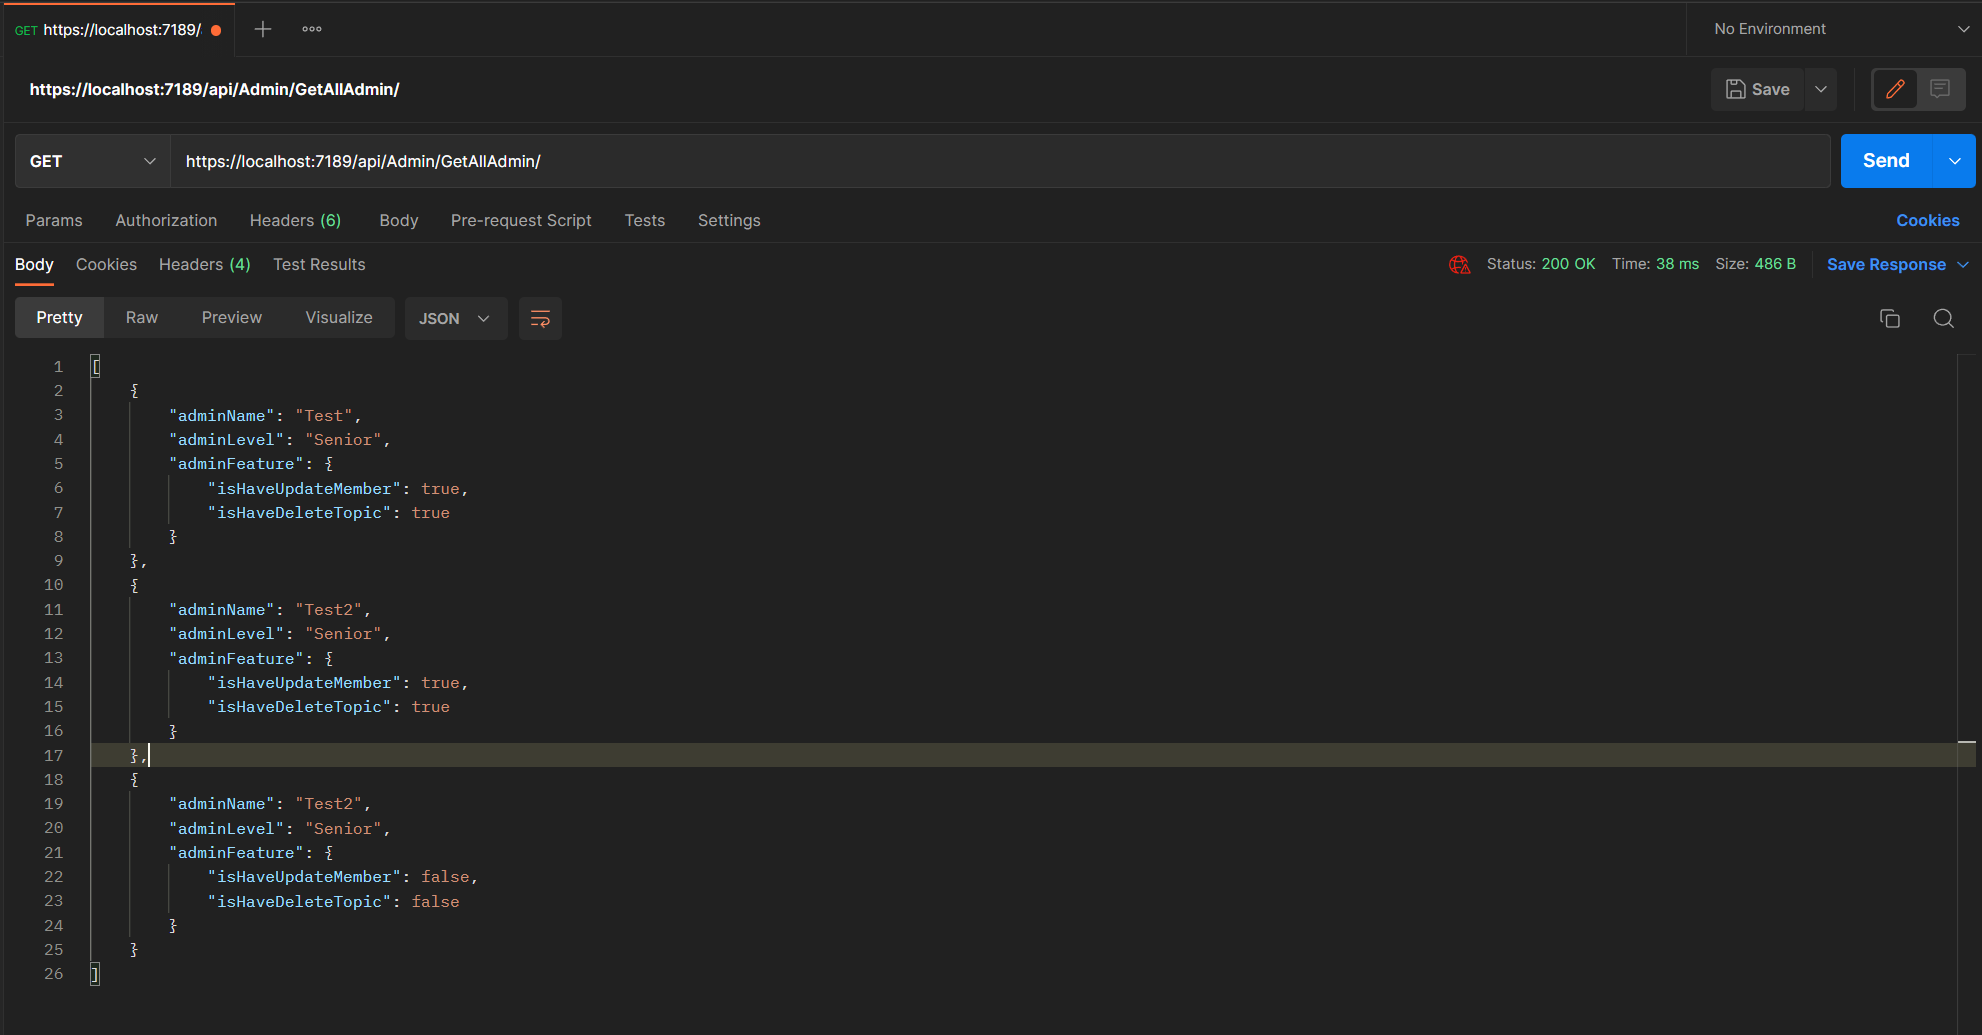 GET https://localhost:7189/
No Environment
https://localhost:7189/api/Admin/GetAllAdmin/
Save
GET https://localhost:7189/api/Admin/GetAllAdmin/
Send
Params Authorization Headers (6) Body Pre-request Script Tests Settings Cookies
Body Cookies Headers (4) Test Results Status: 200 OK Time: 38 ms Size: 486 B Save Response
Pretty Raw Preview Visualize JSON
1 [
2 {
3 "adminName": "Test",
4 "adminLevel": "Senior",
5 "adminFeature": {
6 "isHaveUpdateMember": true,
7 "isHaveDeleteTopic": true
8 }
9 },
10 {
11 "adminName": "Test2",
12 "adminLevel": "Senior",
13 "adminFeature": {
14 "isHaveUpdateMember": true,
15 "isHaveDeleteTopic": true
16 }
17 },
18 {
19 "adminName": "Test2",
20 "adminLevel": "Senior",
21 "adminFeature": {
22 "isHaveUpdateMember": false,
23 "isHaveDeleteTopic": false
24 }
25 }
26 ]